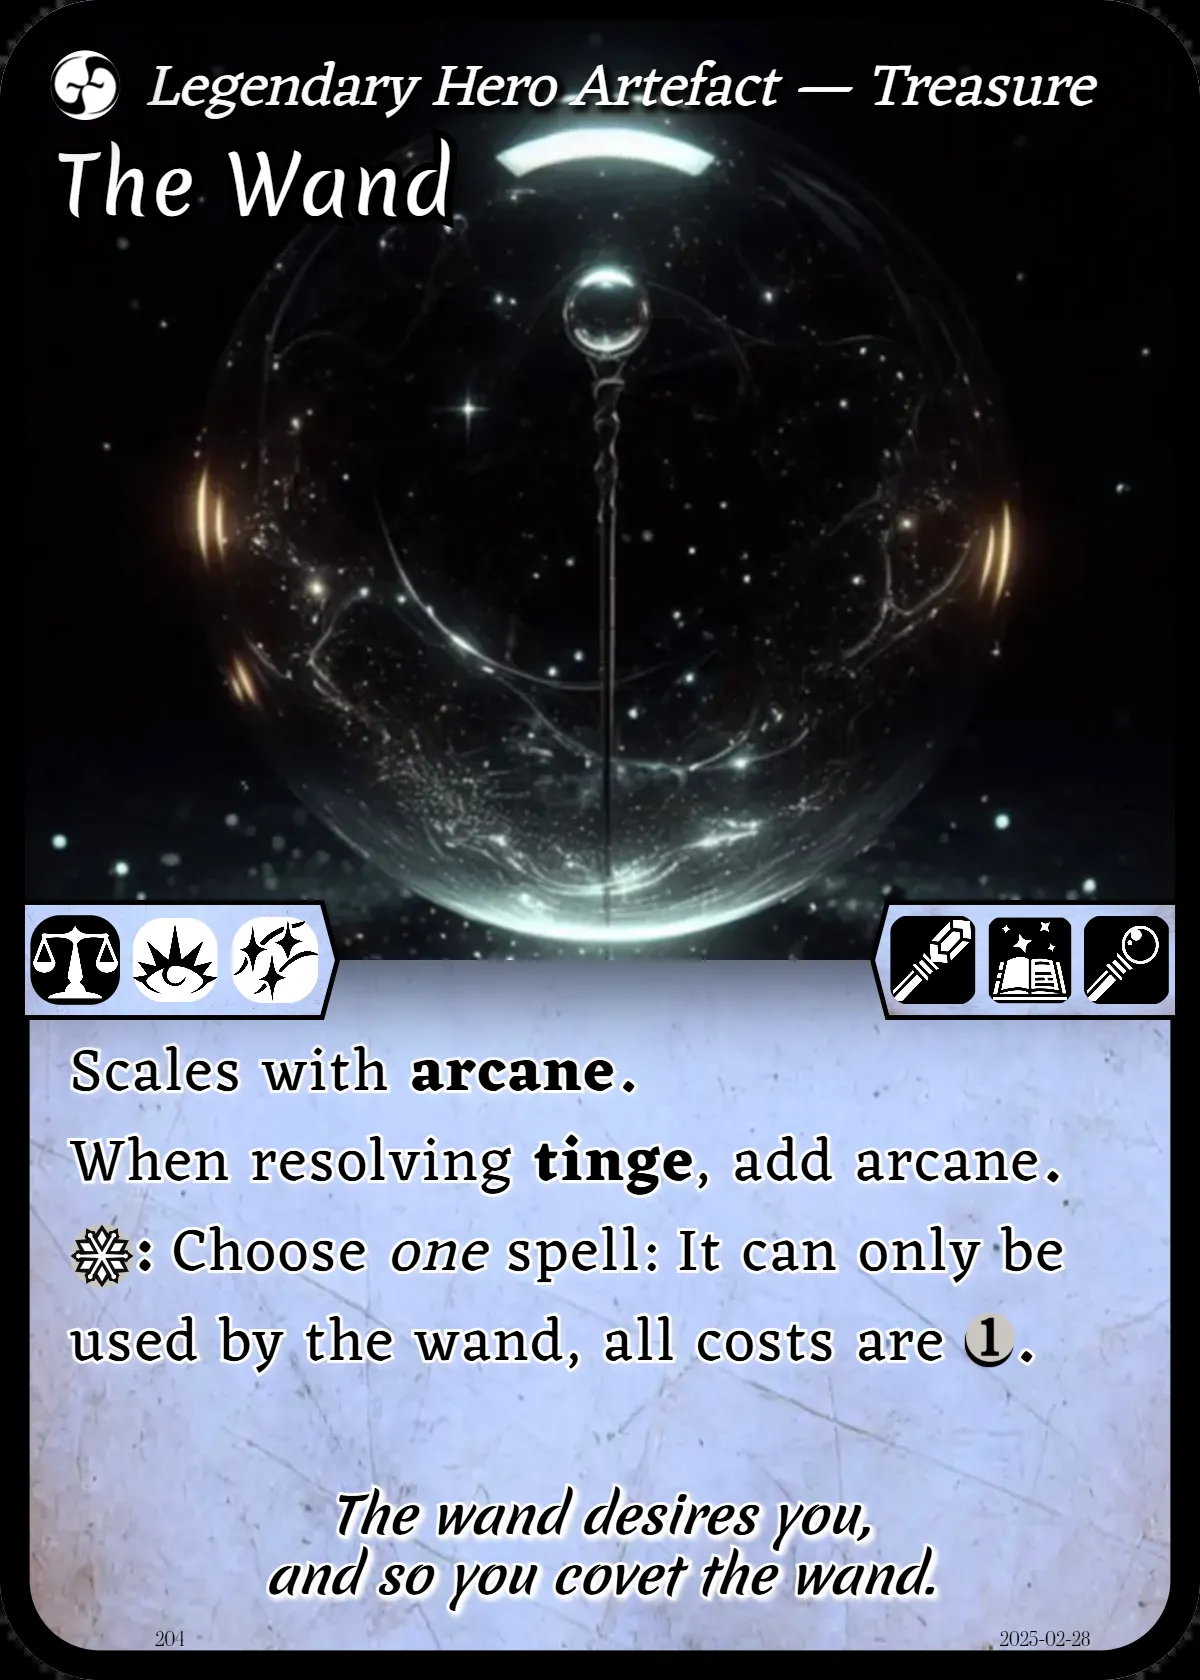 Legendary Hero Artefact — Treasure
The Wand
Scales with arcane.
When resolving tinge, add arcane.
: Choose one spell: It can only be
used by the wand, all costs are 1.
The wand desires you,
and so you covet the wand.
204
2025-02-28